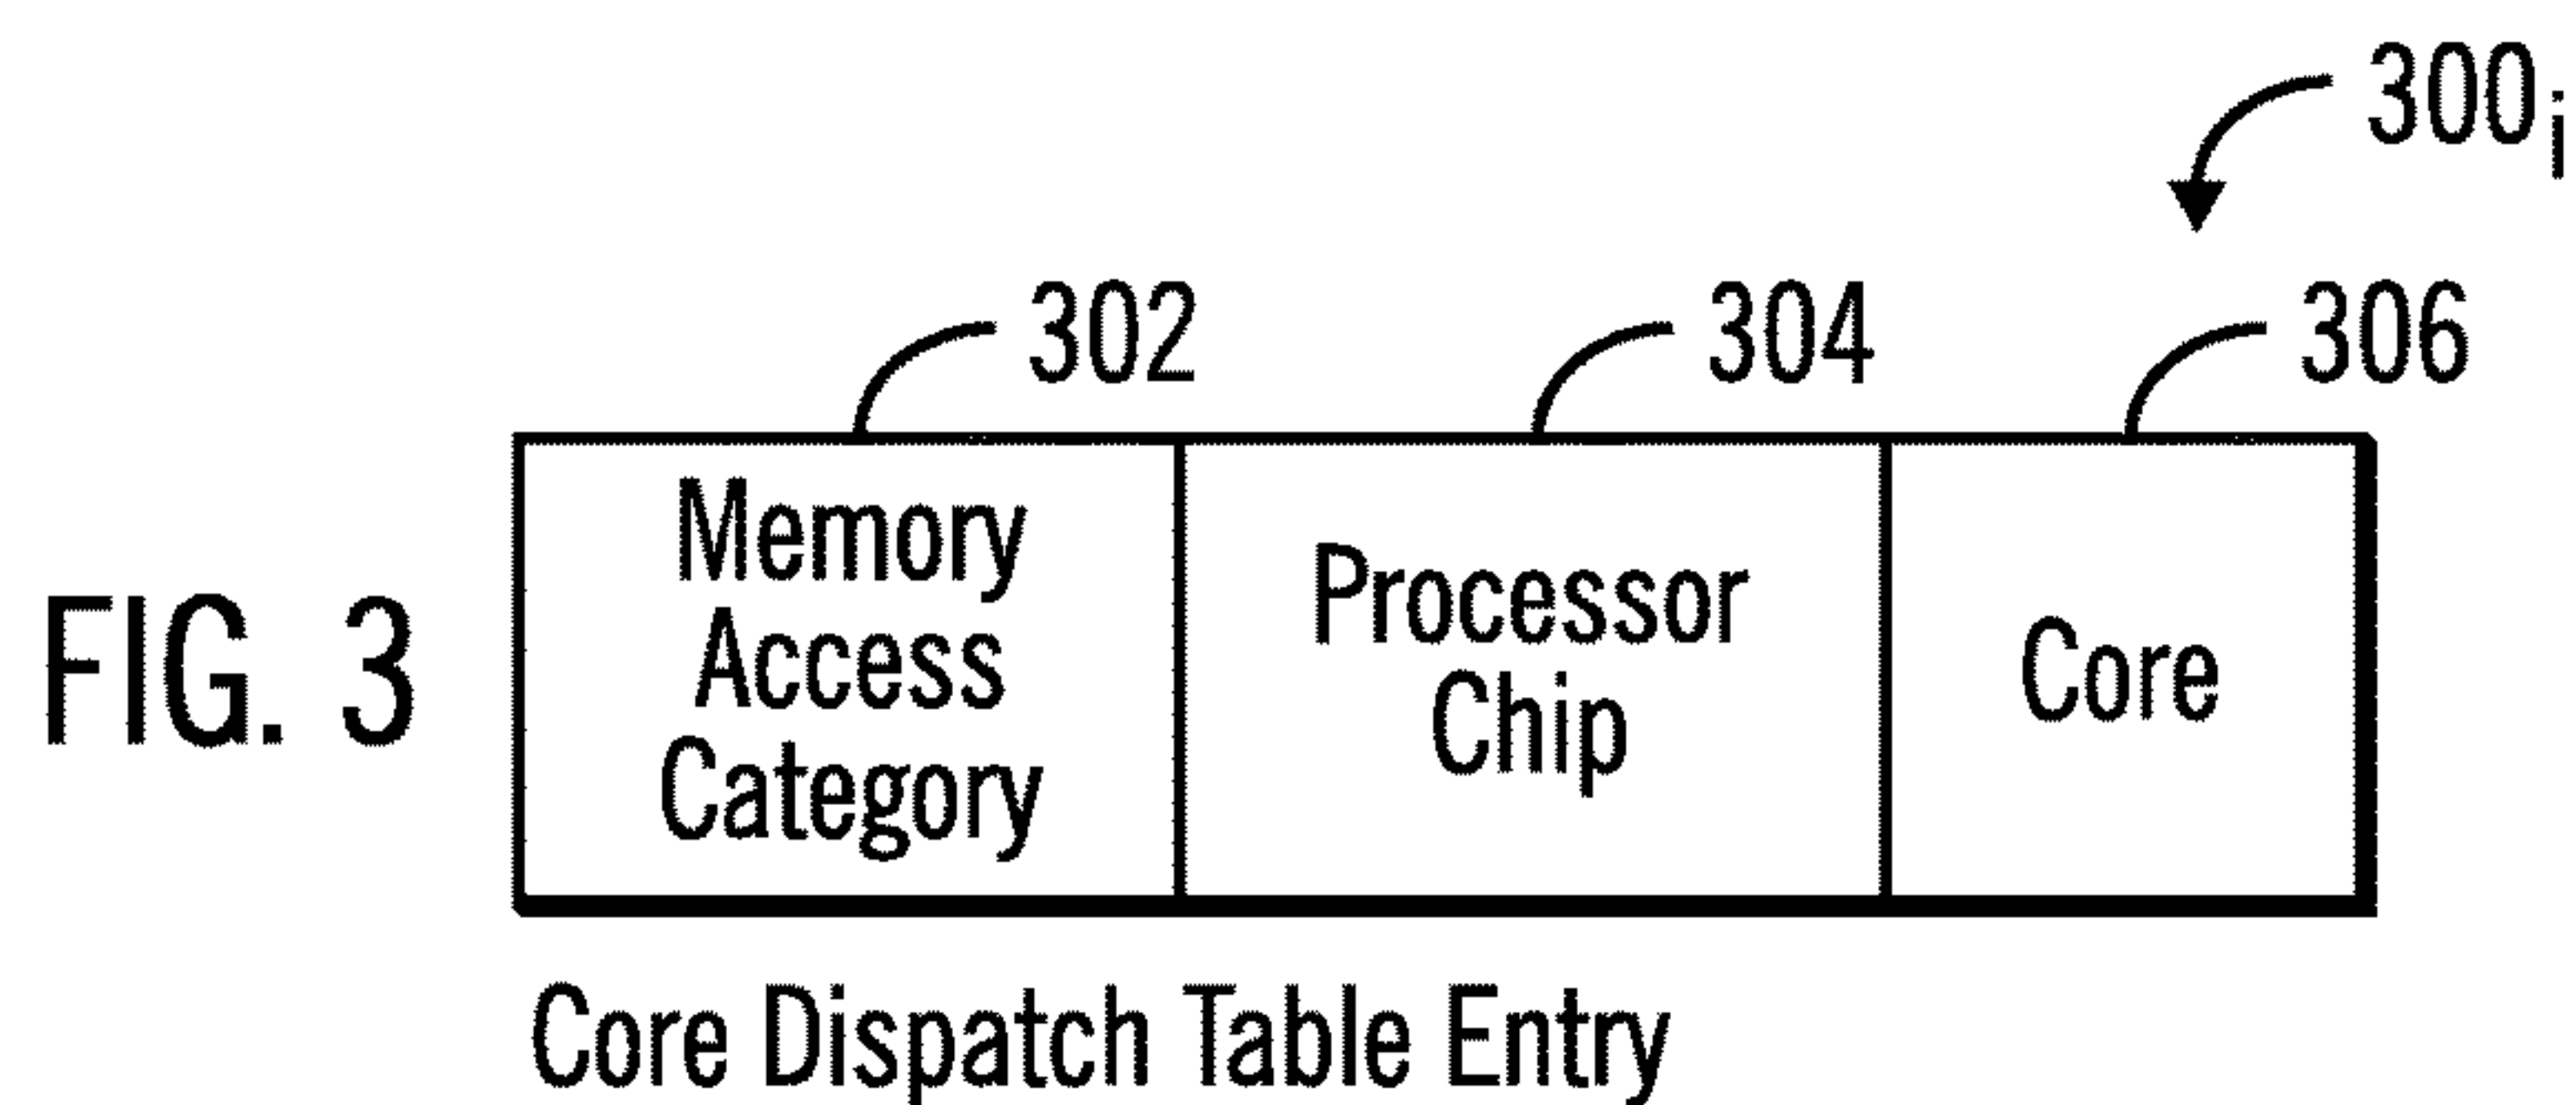 300i
302
304
306
Memory
Access
Category
Processor
Chip
Core
FIG. 3
Core Dispatch Table Entry